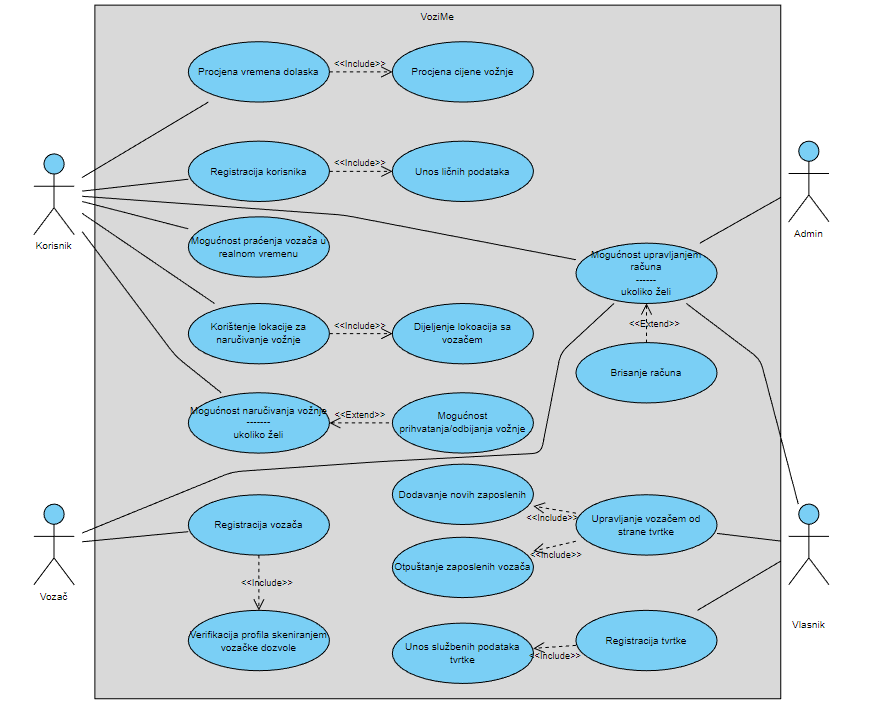 VoziMe
Procjena vremena dolaska
<<Include>>
Procjena cijene vožnje
Registracija korisnika
<<Include>>
Unos ličnih podataka
Korisnik
Admin
Mogućnost praćenja vozača u
realnom vremenu
Mogućnost upravljanjem
računa
------
ukoliko želi
<<Extend>>
Korištenje lokacije za
naručivanje vožnje
<<Include>>
Dijeljenje lokoacija sa
vozačem
Brisanje računa
Mogućnost naručivanja vožnje
-------
ukoliko želi
<<Extend>>
Mogućnost
prihvatanja/odbijanja vožnje
Dodavanje novih zaposlenih
<<Include>>
Upravljanje vozačem od
strane tvrtke
Registracija vozača
<<Include>>
Otpuštanje zaposlenih vozača
<<Include>>
Vozač
Vlasnik
Verifikacija profila skeniranjem
vozačke dozvole
Unos službenih podataka
tvrtke
<<Include>>
Registracija tvrtke